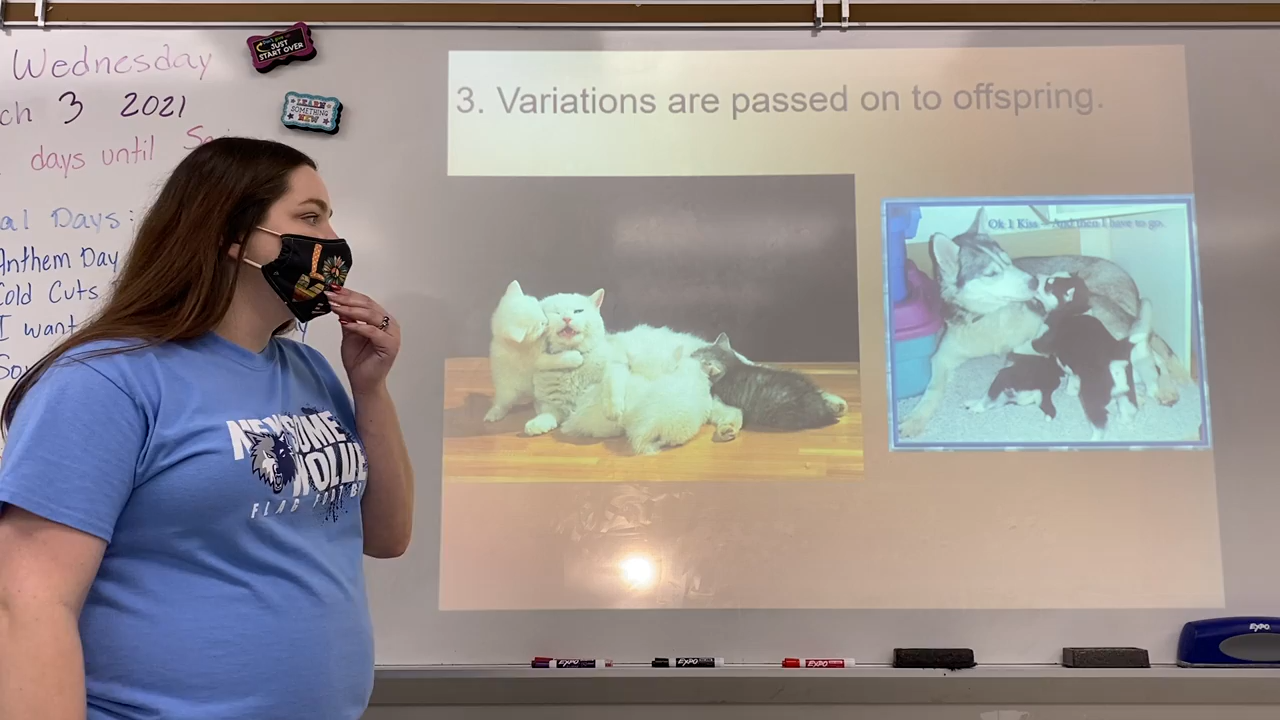 Wednesday
ch 3 2021
days until
al Days:
Anthem Day
Cold Cuts
I want
JUST
START OVER
LEARN
SOMETHING
NEW
3. Variations are passed on to offspring.
Ok 1 Kiss - And then I have to go.
NEWSOME
WOLVE
FLAG
EXPO
EXPO
EXPO
EXPO